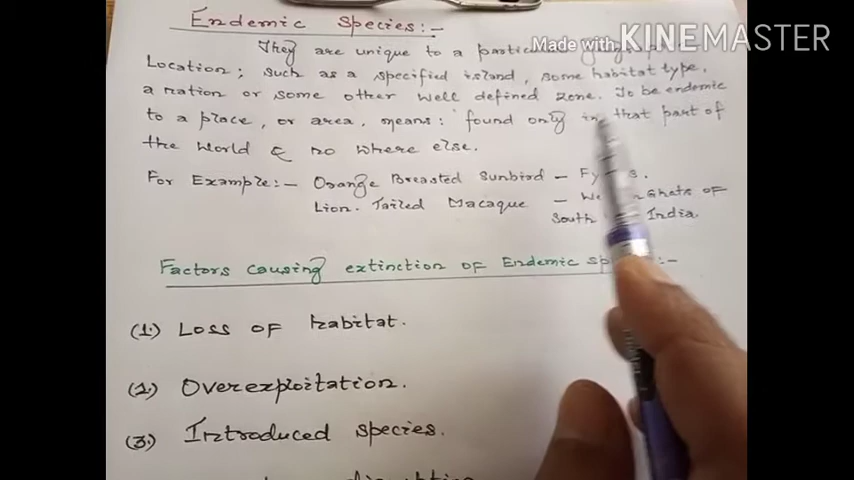 Endemic Species:-
They are unique to a
Made with KINEMASTER
Location; such as a specified island, some habitat type,
a nation or some other well defined zone. To be endemic
to a place, or area, means: found only in that part of
the world & no where else.
For Example:- Orange Breasted Sunbird -
Lion-Tailed Macaque - Ghats of
South India.
Factors causing extinction of Endemic :-
(1.) Loss of habitat.
(2.) Overexploitation.
(3.) Introduced species.